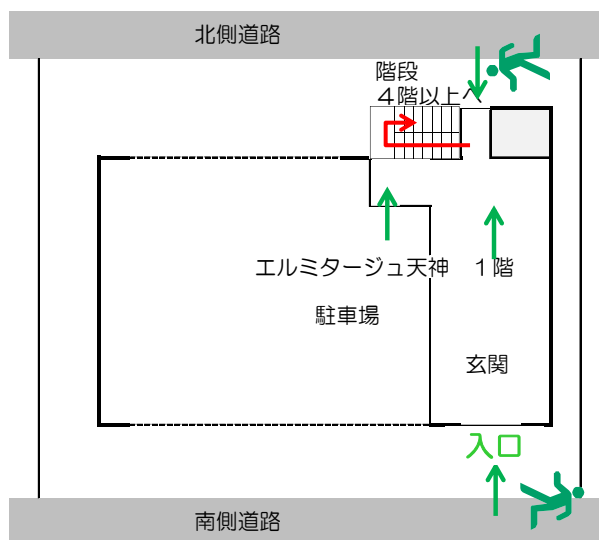 北側道路
階段
４階以上へ
エルミタージュ天神　１階
駐車場
玄関
入口
南側道路